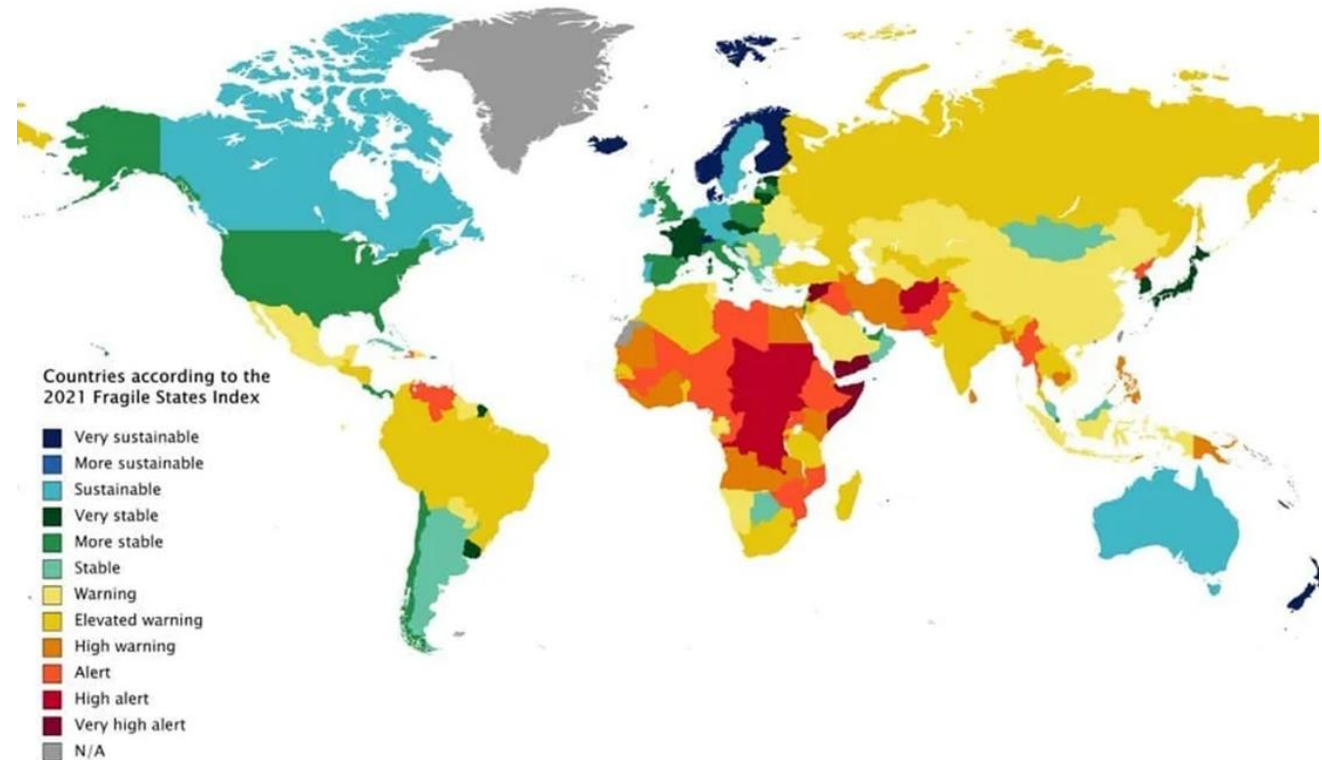 Countries according to the
2021 Fragile States Index
Very sustainable
More sustainable
Sustainable
Very stable
More stable
Stable
Warning
Elevated warning
High warning
Alert
High alert
Very high alert
N/A